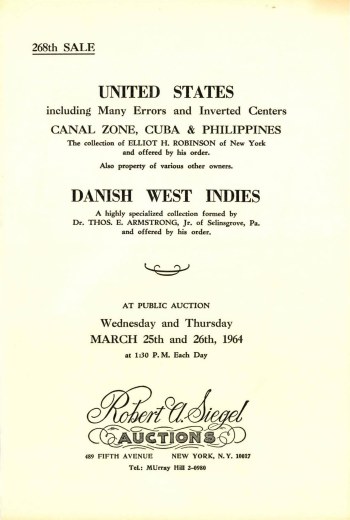 268th SALE
UNITED STATES
including Many Errors and Inverted Centers
CANAL ZONE, CUBA & PHILIPPINES
The collection of ELLIOT H. ROBINSON of New York
and offered by his order.
Also property of various other owners.
DANISH WEST INDIES
A highly specialized collection formed by
Dr. THOS. E. ARMSTRONG, Jr. of Selinsgrove, Pa.
and offered by his order.
AT PUBLIC AUCTION
Wednesday and Thursday
MARCH 25th and 26th, 1964
at 1:30 P. M. Each Day
Robert A. Siegel
AUCTIONS
489 FIFTH AVENUE NEW YORK, N. Y. 10017
Tel.: MUrray Hill 2-0980